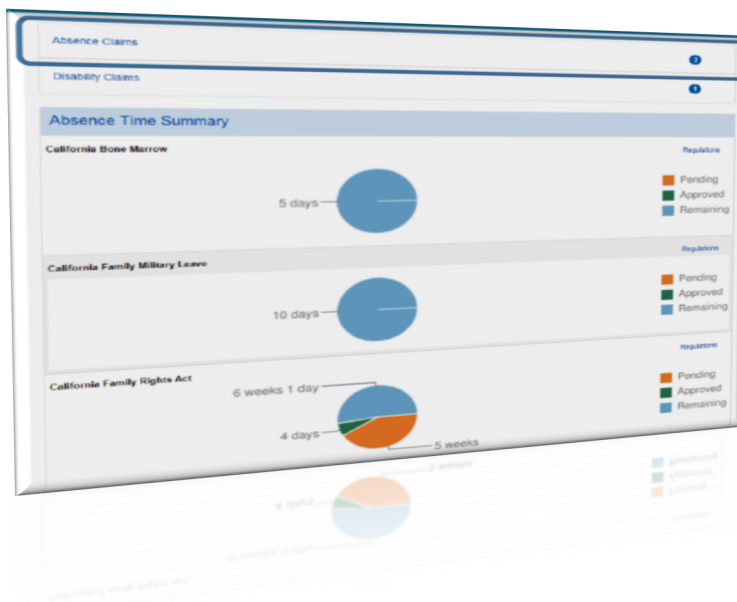 Absence Claims
Disability Claims
1
Absence Time Summary
California Bone Marrow
Regulations
5 days
Pending
Approved
Remaining
California Family Military Leave
Regulations
10 days
Pending
Approved
Remaining
California Family Rights Act
Regulations
6 weeks 1 day
4 days
5 weeks
Pending
Approved
Remaining